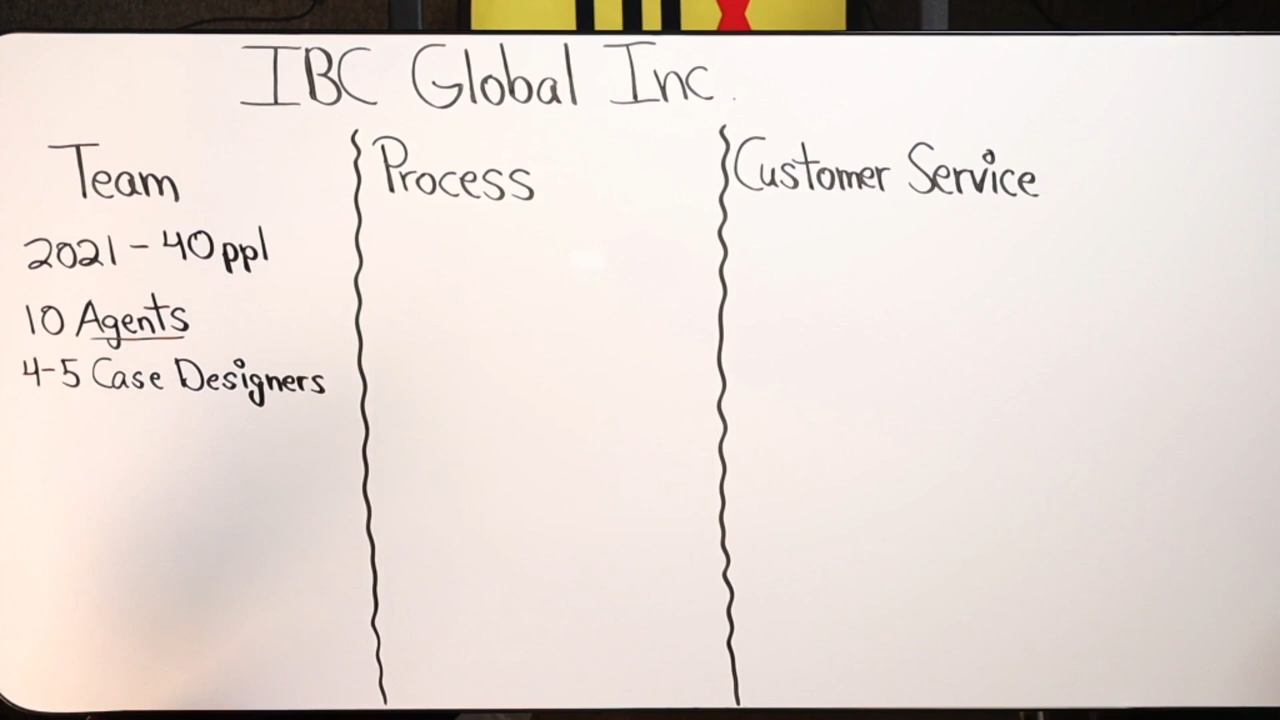 IBC Global Inc.
Team
2021 - 40 ppl
10 Agents
4-5 Case Designers
Process
Customer Service